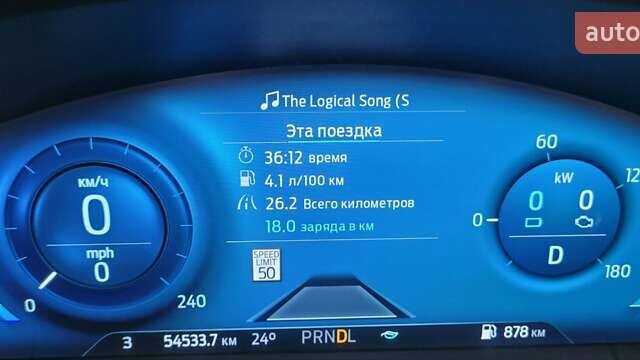 auto
The Logical Song (S
Эта поездка
36:12 время
4.1 л/100 км
26.2 Всего километров
18.0 заряда в км
SPEED
LIMIT
50
км/ч
0
mph
0
0
240
60
kW
12
0
0
0
D
180
З
54533.7 км
24°
PRNDL
878 км